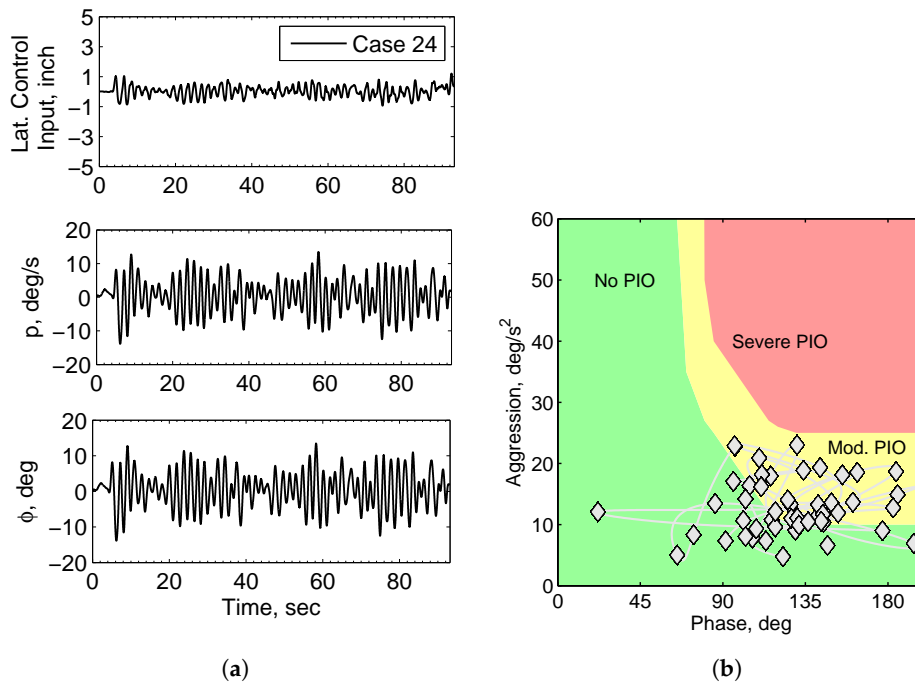 5
3
1
−1
−3
−5
Lat. Control
Input, inch
Case 24
0 20 40 60 80
20
10
0
−10
−20
p, deg/s
0 20 40 60 80
20
10
0
−10
−20
ϕ, deg
0 20 40 60 80
Time, sec
(a)
60
50
40
30
20
10
0
Aggression, deg/s²
No PIO
Severe PIO
Mod. PIO
0 45 90 135 180
Phase, deg
(b)